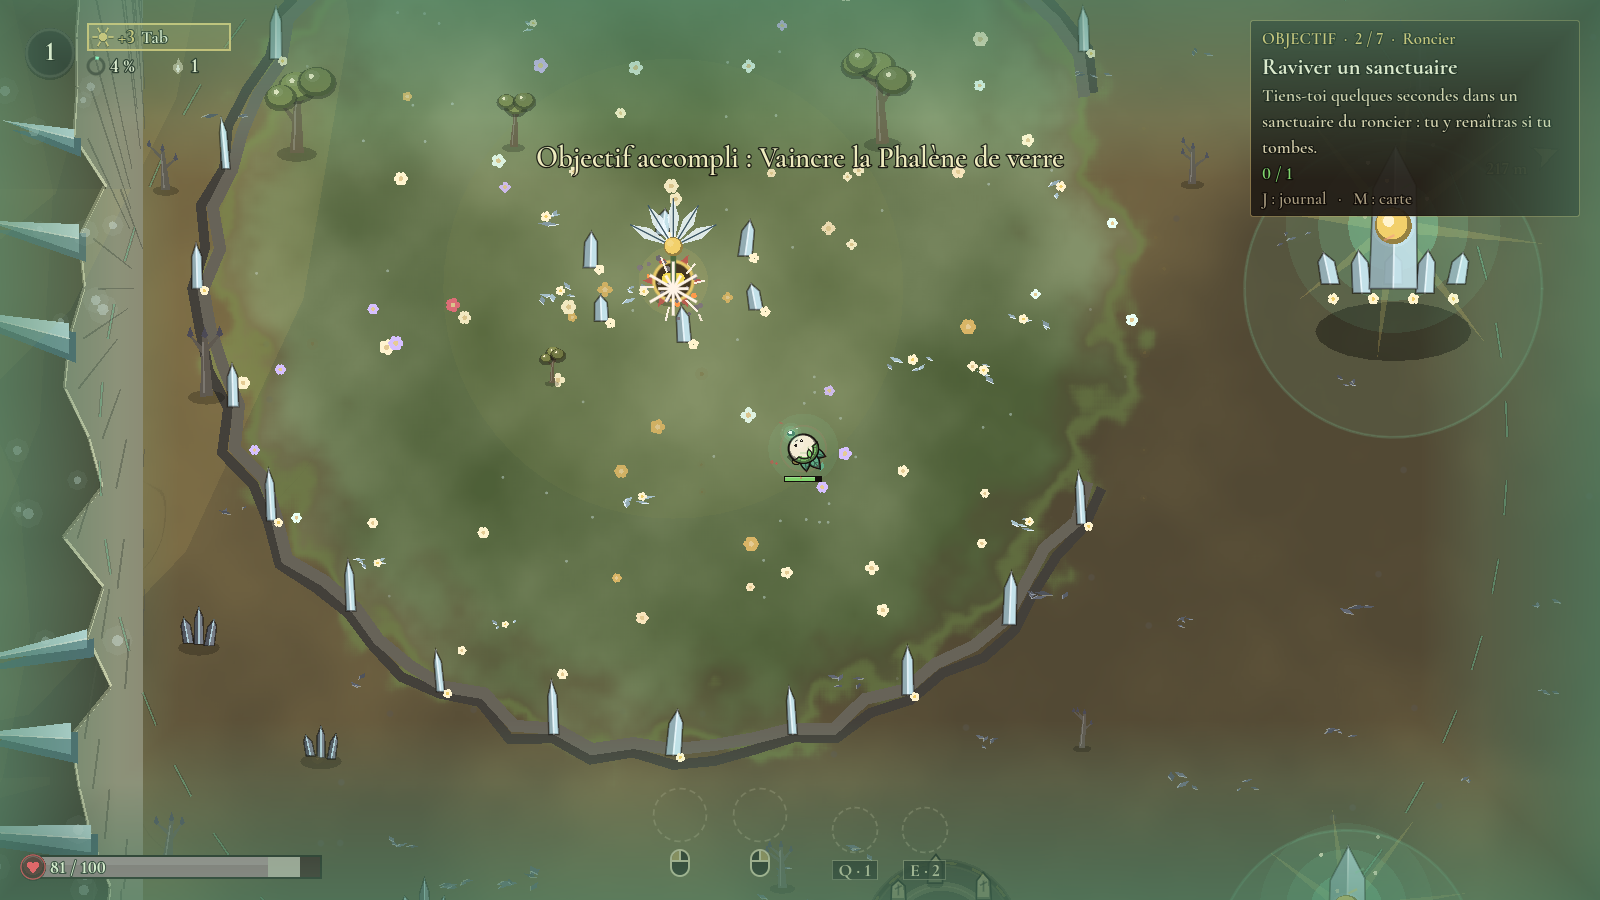 1
+3 Tab
4 %
1
OBJECTIF · 2 / 7 · Roncier
Raviver un sanctuaire
Tiens-toi quelques secondes dans un
sanctuaire du roncier : tu y renaîtras si tu
tombes.
0 / 1
J : journal · M : carte
Objectif accompli : Vaincre la Phalène de verre
81 / 100
Q · 1
E · 2